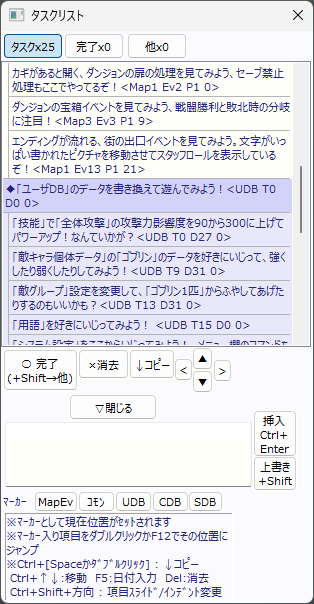 タスクリスト
タスクx25 完了x0 他x0
カギがあると開く、ダンジョンの扉の処理を見てみよう、セーブ禁止
処理もここでやってるぞ！<Map1 Ev2 P1 0>
ダンジョンの宝箱イベントを見てみよう、戦闘勝利と敗北時の分岐
に注目！<Map3 Ev3 P1 9>
エンディングが流れる、街の出口イベントを見てみよう。文字がいっ
ぱい書かれたピクチャを移動させてスタッフロールを表示している
ぞ！<Map1 Ev13 P1 21>
◆「ユーザDB」のデータを書き換えて遊んでみよう！<UDB T0
D0 0>
「技能」で「全体攻撃」の攻撃力影響度を90から300に上げて
パワーアップ！なんていかが？<UDB T0 D27 0>
「敵キャラ個体データ」の「ゴブリン」のデータを好きにいじって、強く
したり弱くしたりしてみよう！<UDB T9 D31 0>
「敵グループ」設定を変更して、「ゴブリン1匹」からふやしてあげた
りするのもいいかも？<UDB T13 D31 0>
「用語」を好きにいじってみよう！ <UDB T15 D0 0>
○ 完了
(+Shift→他)
×消去
↓コピー
<
▲
▼
>
▽閉じる
挿入
Ctrl+
Enter
上書き
+Shift
マーカー MapEv コモン UDB CDB SDB
※マーカーとして現在位置がセットされます
※マーカー入り項目をダブルクリックかF12でその位置に
ジャンプ
※Ctrl+[Spaceかダブルクリック] : ↓コピー
Ctrl+↑↓:移動 F5:日付入力 Del:消去
Ctrl+Shift+方向 : 項目スライド/インデント変更